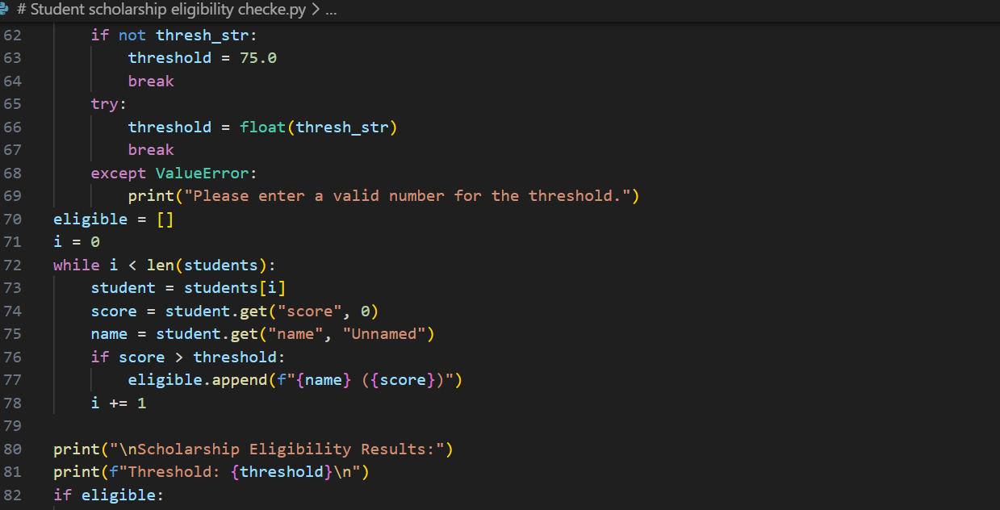 # Student scholarship eligibility checke.py > ...
62 if not thresh_str:
63 threshold = 75.0
64 break
65 try:
66 threshold = float(thresh_str)
67 break
68 except ValueError:
69 print("Please enter a valid number for the threshold.")
70 eligible = []
71 i = 0
72 while i < len(students):
73 student = students[i]
74 score = student.get("score", 0)
75 name = student.get("name", "Unnamed")
76 if score > threshold:
77 eligible.append(f"{name} ({score})")
78 i += 1
79
80 print("\nScholarship Eligibility Results:")
81 print(f"Threshold: {threshold}\n")
82 if eligible: